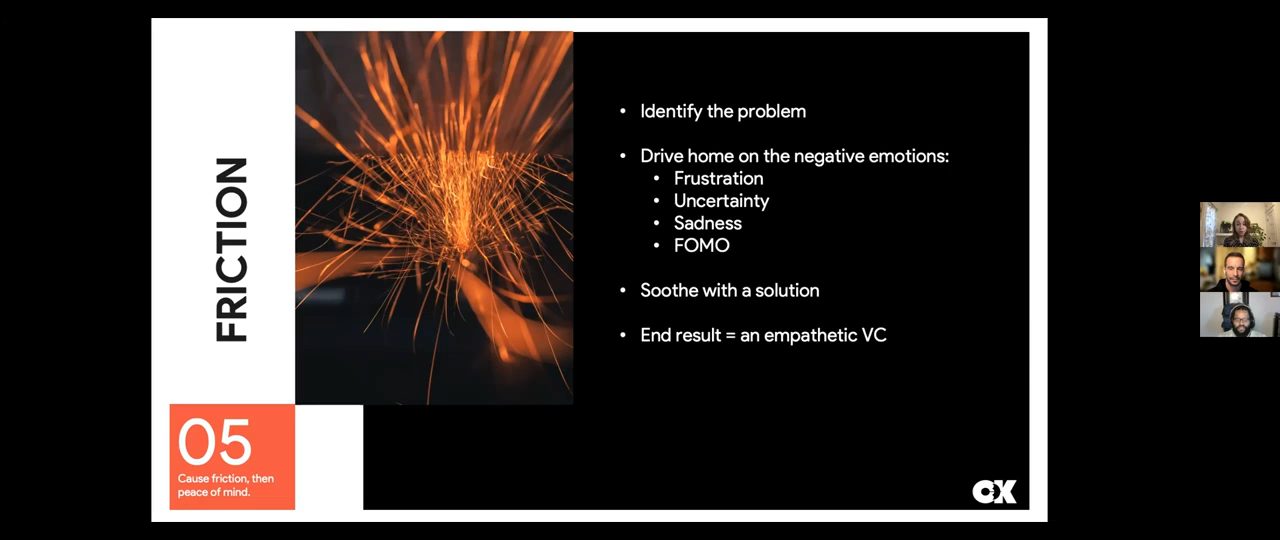 FRICTION
05
Cause friction, then
peace of mind.
• Identify the problem
• Drive home on the negative emotions:
• Frustration
• Uncertainty
• Sadness
• FOMO
• Soothe with a solution
• End result = an empathetic VC
OX